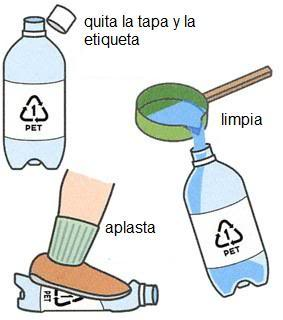 quita la tapa y la
etiqueta
1
PET
limpia
1
PET
aplasta
1
PET